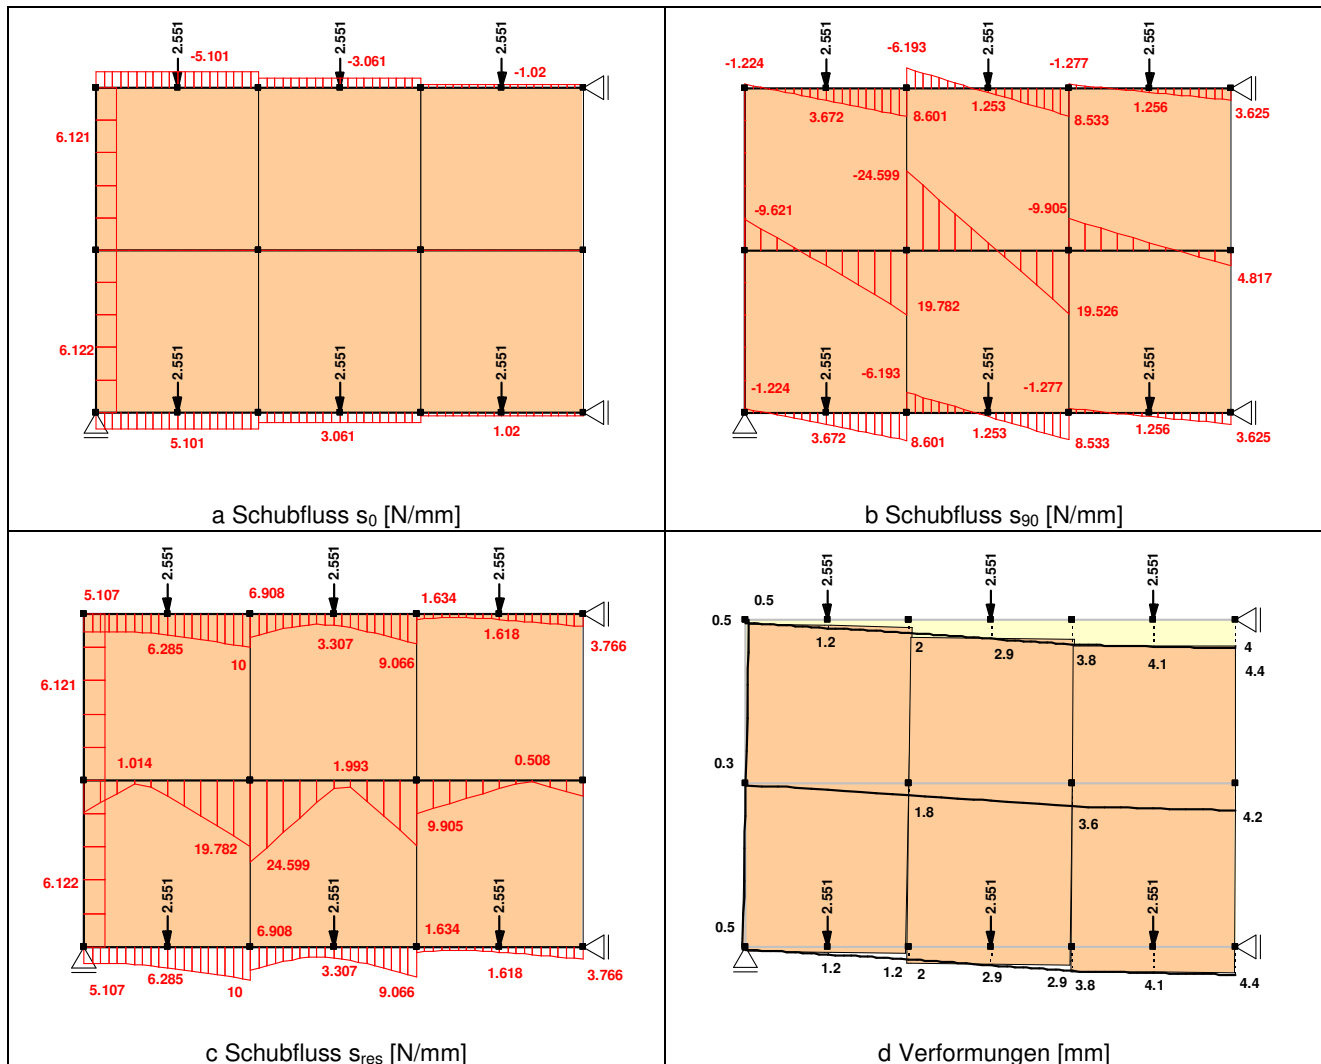 2.551 2.551 2.551
-5.101 -3.061 -1.02
6.121
6.122
2.551 2.551 2.551
5.101 3.061 1.02
a Schubfluss s0 [N/mm]
2.551 2.551 2.551
-1.224 -6.193 -1.277
3.672 8.601 1.253 8.533 1.256 3.625
-24.599
-9.621 -9.905
19.782 19.526 4.817
2.551 2.551 2.551
-1.224 -6.193 -1.277
3.672 8.601 1.253 8.533 1.256 3.625
b Schubfluss s90 [N/mm]
2.551 2.551 2.551
5.107 6.908 1.634
6.285 10 3.307 9.066 1.618 3.766
6.121
1.014 1.993 0.508
19.782 24.599 9.905
6.122
2.551 2.551 2.551
6.908 1.634
5.107 6.285 10 3.307 9.066 1.618 3.766
c Schubfluss sres [N/mm]
2.551 2.551 2.551
0.5
0.5 1.2 2 2.9 3.8 4.1 4
4.4
0.3
1.8 3.6 4.2
2.551 2.551 2.551
0.5
1.2 1.2 2 2.9 2.9 3.8 4.1 4.4
d Verformungen [mm]